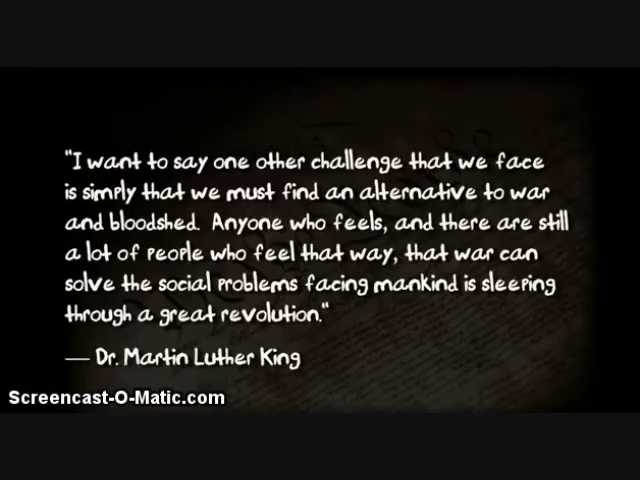 "I want to say one other challenge that we face
is simply that we must find an alternative to war
and bloodshed. Anyone who feels, and there are still
a lot of people who feel that way, that war can
solve the social problems facing mankind is sleeping
through a great revolution."
— Dr. Martin Luther King
Screencast-O-Matic.com